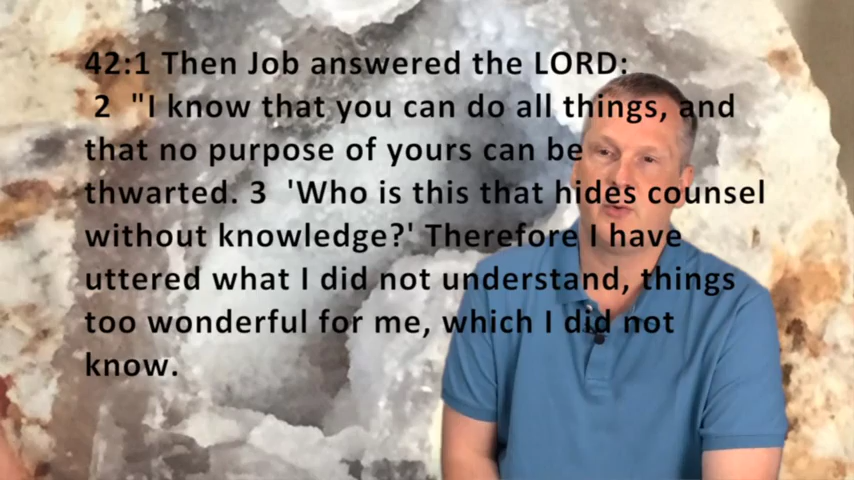 42:1 Then Job answered the LORD:
2 "I know that you can do all things, and
that no purpose of yours can be
thwarted. 3 'Who is this that hides counsel
without knowledge?' Therefore I have
uttered what I did not understand, things
too wonderful for me, which I did not
know.